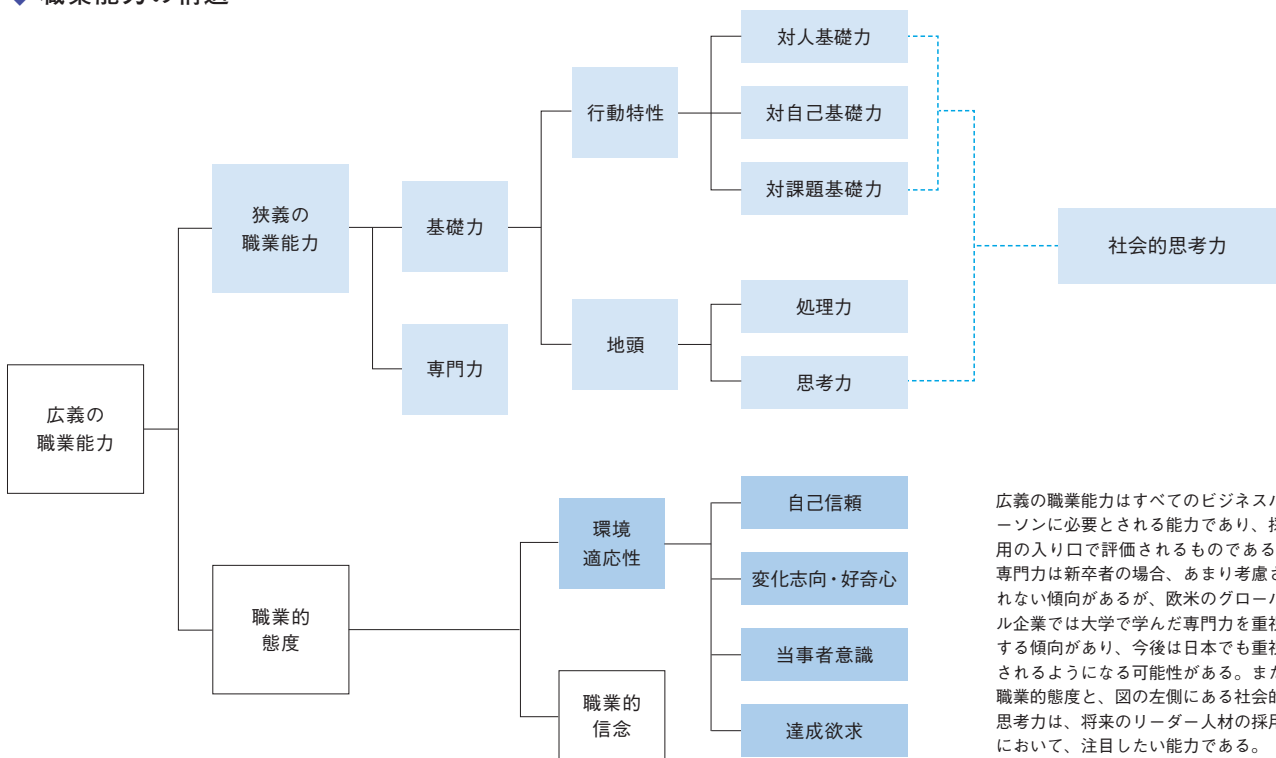 ◆ 職業能力の構造
対人基礎力
対自己基礎力
対課題基礎力
行動特性
狭義の
職業能力
基礎力
社会的思考力
処理力
地頭
思考力
専門力
広義の
職業能力
自己信頼
環境
適応性
変化志向・好奇心
職業的
態度
当事者意識
職業的
信念
達成欲求
広義の職業能力はすべてのビジネスパ
ーソンに必要とされる能力であり、採
用の入り口で評価されるものである
専門力は新卒者の場合、あまり考慮さ
れない傾向があるが、欧米のグローバ
ル企業では大学で学んだ専門力を重視
する傾向があり、今後は日本でも重視
されるようになる可能性がある。また
職業的態度と、図の左側にある社会的
思考力は、将来のリーダー人材の採用
において、注目したい能力である。